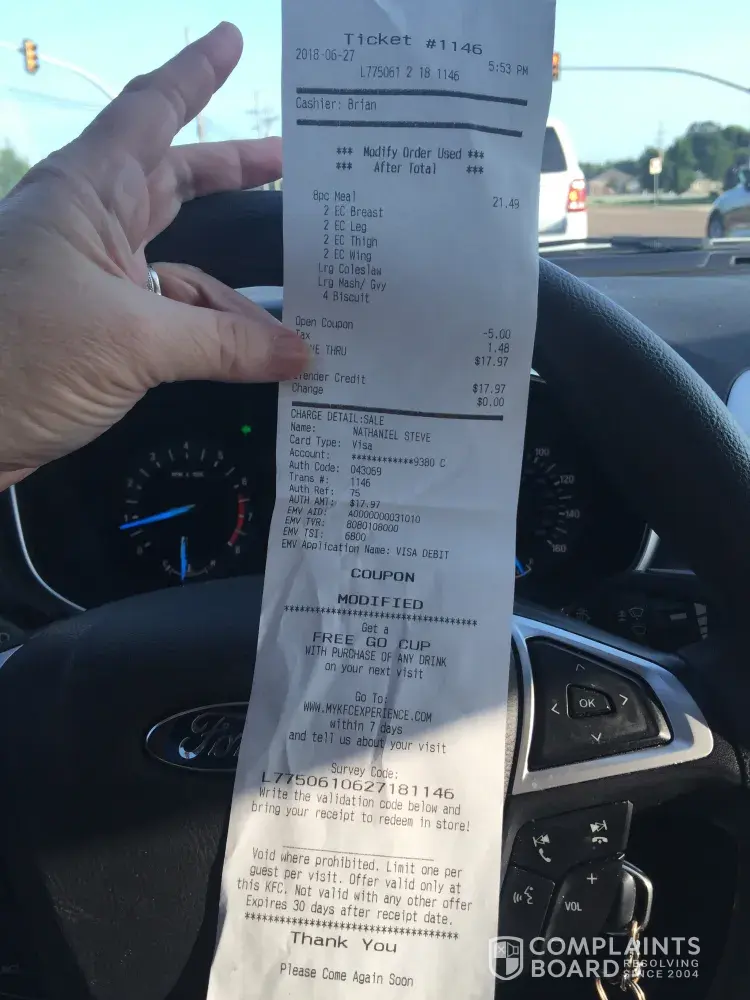 Ticket #1146
2018-06-27 5:53 PM
L775061 2 18 1146
Cashier: Brian
*** Modify Order Used ***
*** After Total ***
8pc Meal 21.49
2 EC Breast
2 EC Leg
2 EC Thigh
2 EC Wing
Lrg Coleslaw
Lrg Mash/ Gvy
4 Biscuit
Open Coupon -5.00
Tax 1.48
THRU $17.97
Tender Credit $17.97
Change $0.00
CHARGE DETAIL:SALE
Name: NATHANIEL STEVE
Card Type: Visa
Account: ************9380 C
Auth Code: 043069
Trans #: 1146
Auth Ref: 75
AUTH AMT: $17.97
EMV AID: A0000000031010
EMV TVR: 8080108000
EMV TSI: 6800
EMV Application Name: VISA DEBIT
COUPON
MODIFIED
****************************************
Get a
FREE GO CUP
WITH PURCHASE OF ANY DRINK
on your next visit
Go To:
WWW.MYKFCEXPERIENCE.COM
within 7 days
and tell us about your visit
Survey Code:
L7750610627181146
Write the validation code below and
bring your receipt to redeem in store!
Void where prohibited. Limit one per
guest per visit. Offer valid only at
this KFC. Not valid with any other offer
Expires 30 days after receipt date.
****************************************
Thank You
Please Come Again Soon
Ford
OK
VOL
+
100
120
140
160
COMPLAINTS
BOARD RESOLVING
SINCE 2004